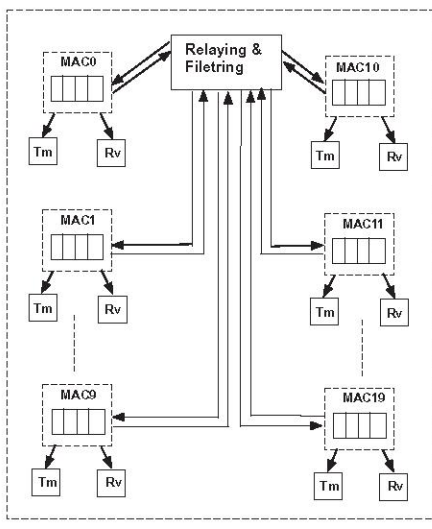 Relaying &
Filetring
MAC0
Tm
Rv
MAC10
Tm
Rv
MAC1
Tm
Rv
MAC11
Tm
Rv
MAC9
Tm
Rv
MAC19
Tm
Rv